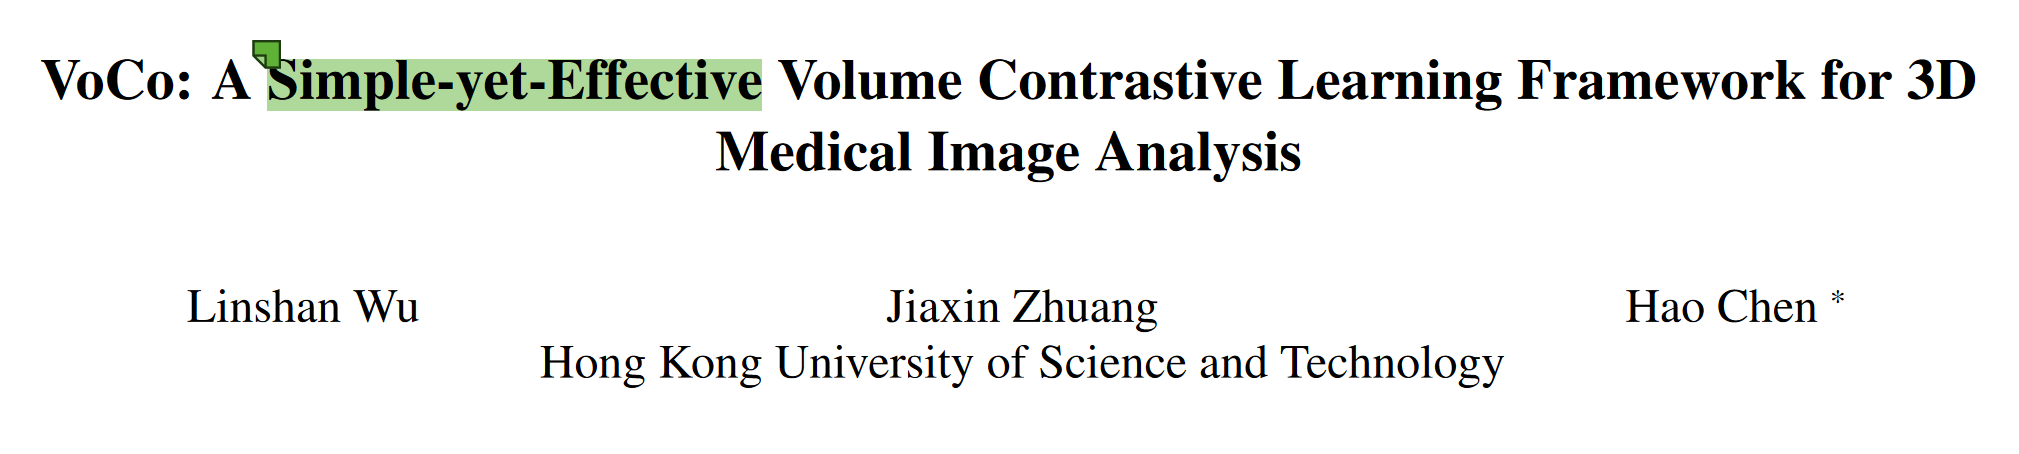 VoCo: A Simple-yet-Effective Volume Contrastive Learning Framework for 3D
Medical Image Analysis
Linshan Wu Jiaxin Zhuang Hao Chen *
Hong Kong University of Science and Technology